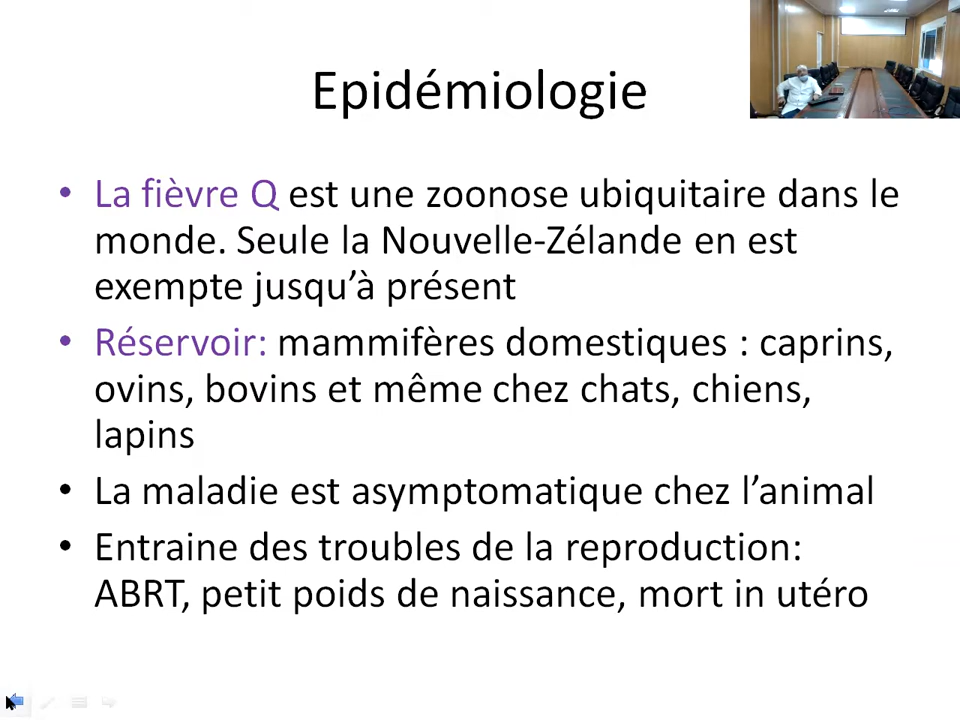 Epidémiologie
• La fièvre Q est une zoonose ubiquitaire dans le
monde. Seule la Nouvelle-Zélande en est
exempte jusqu’à présent
• Réservoir: mammifères domestiques : caprins,
ovins, bovins et même chez chats, chiens,
lapins
• La maladie est asymptomatique chez l’animal
• Entraine des troubles de la reproduction:
ABRT, petit poids de naissance, mort in utéro